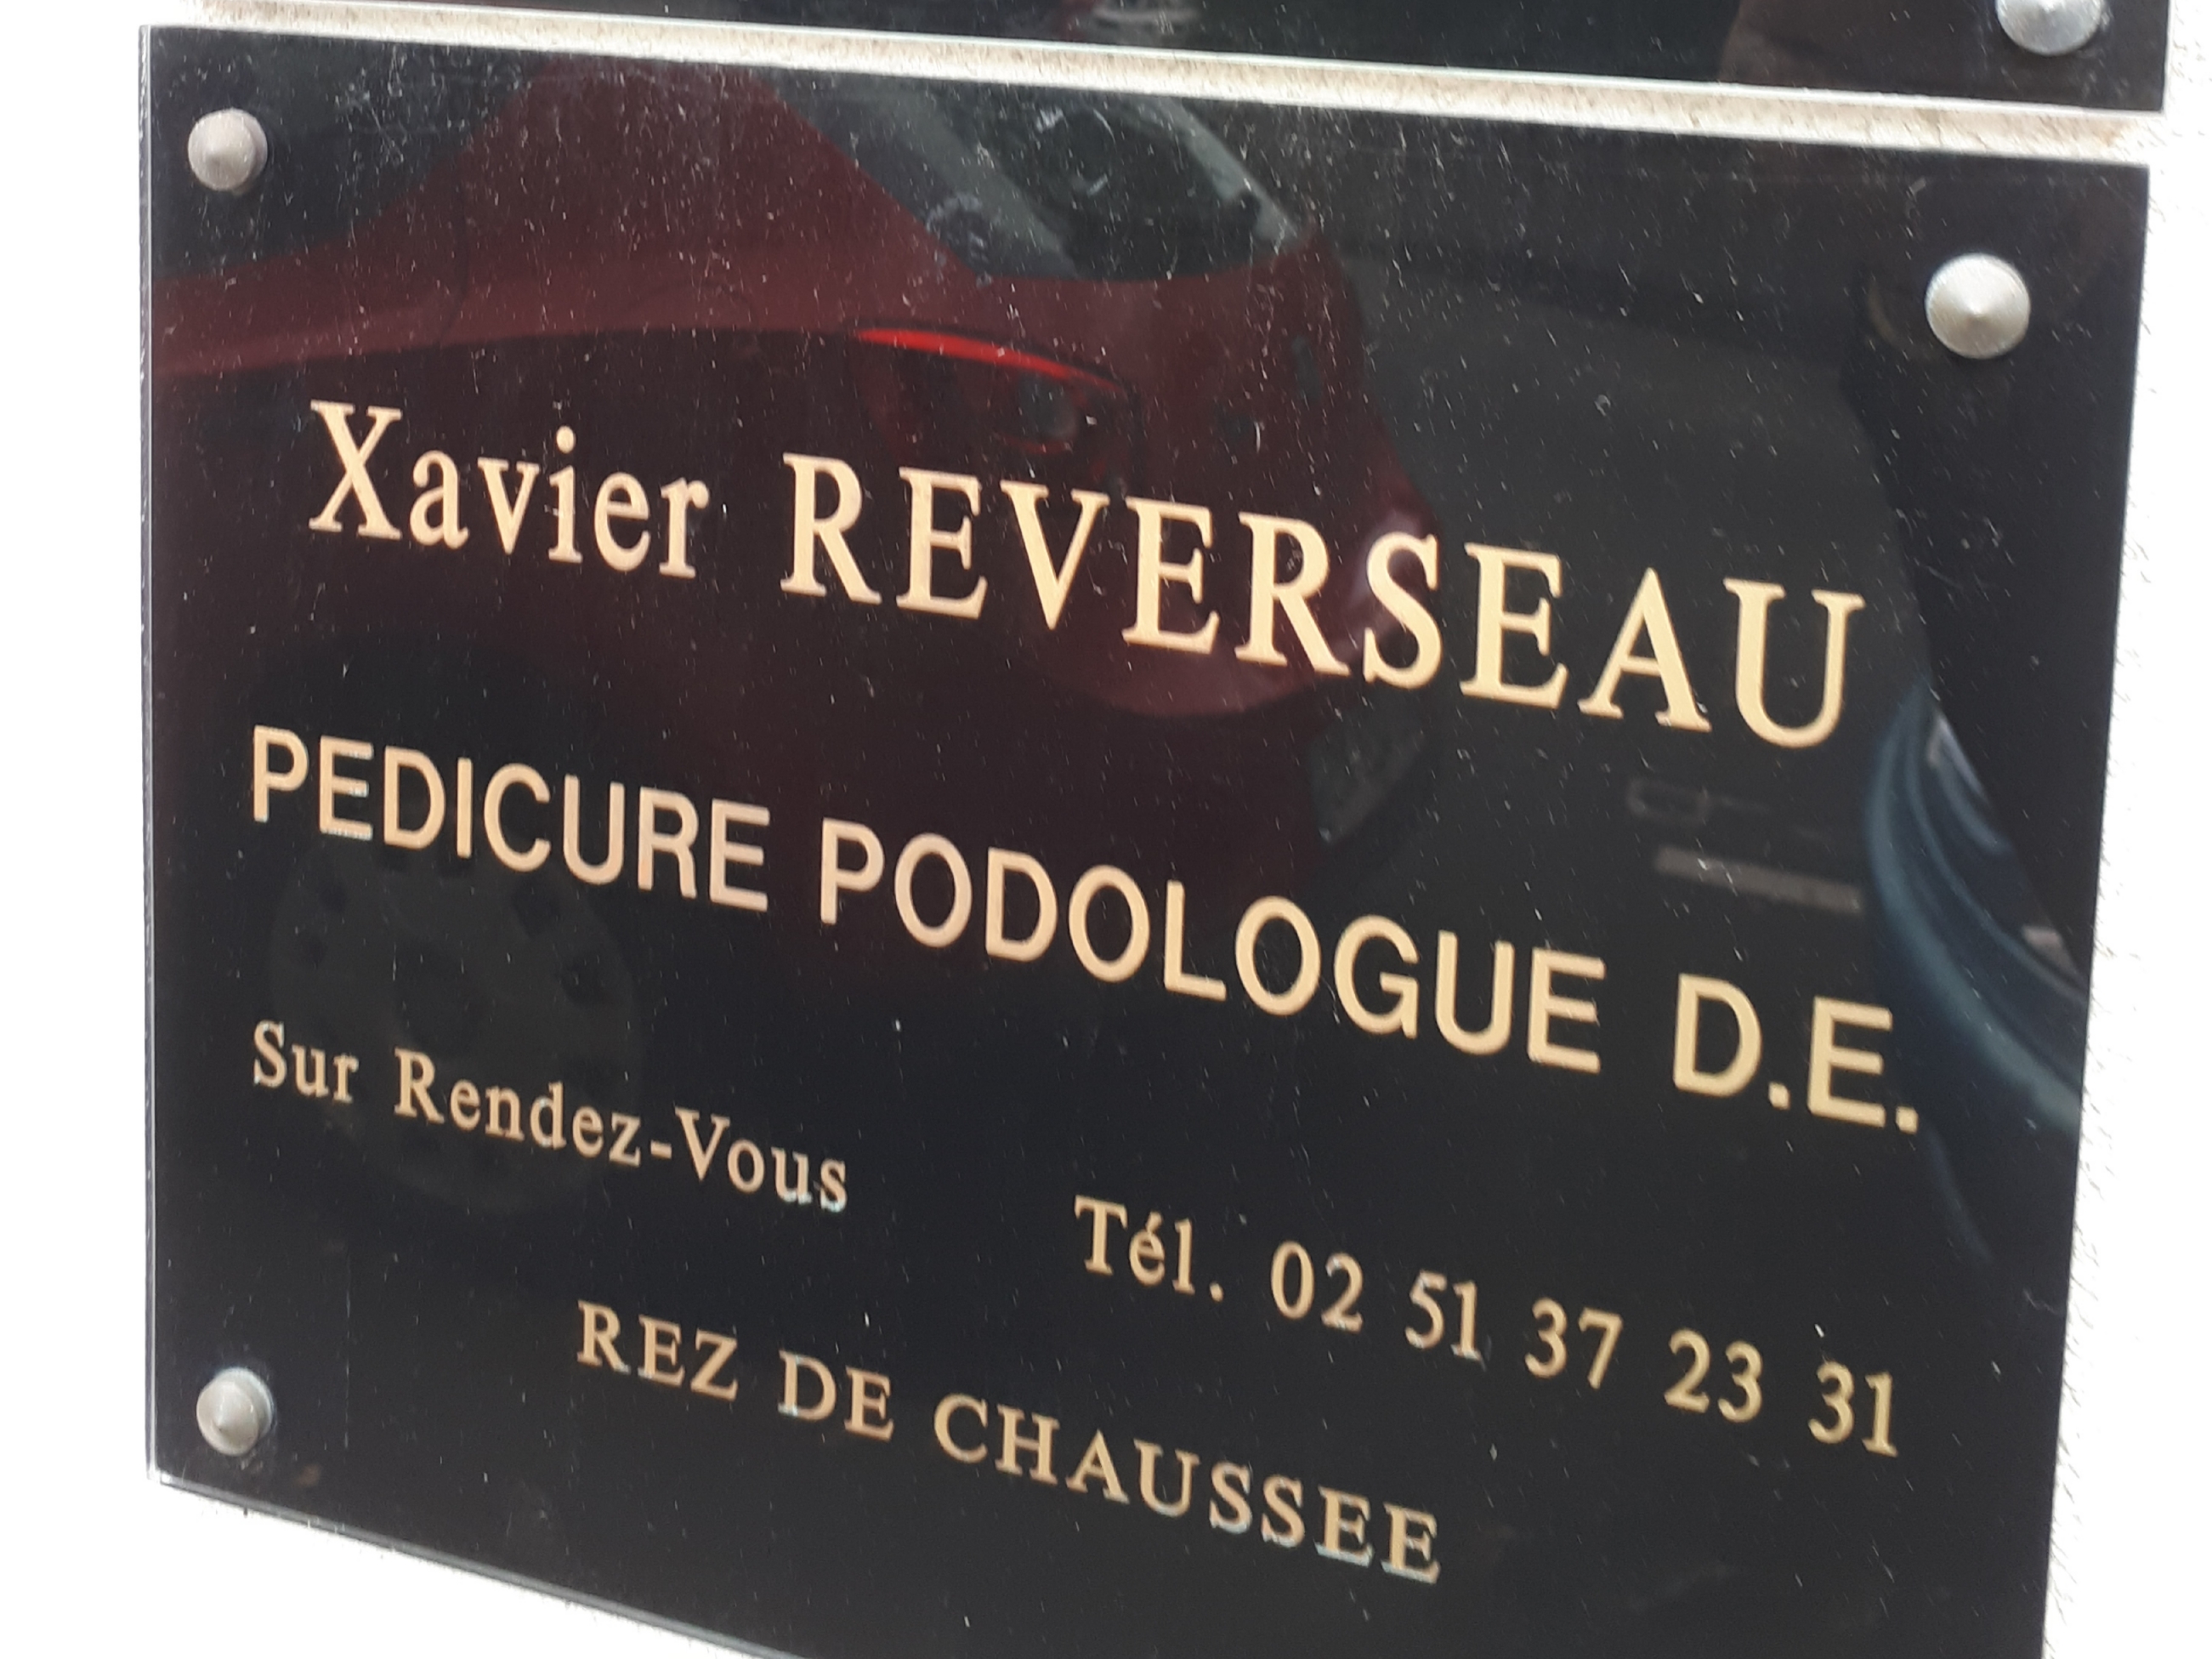 Xavier REVERSEAU
PEDICURE PODOLOGUE D.E.
Sur Rendez-Vous Tél. 02 51 37 23 31
REZ DE CHAUSSEE